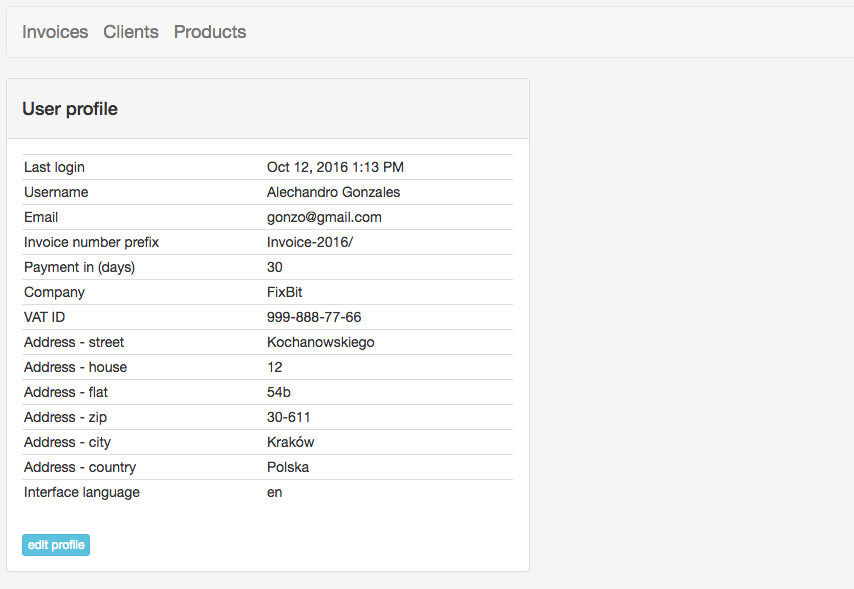 Invoices Clients Products
User profile
Last login Oct 12, 2016 1:13 PM
Username Alechandro Gonzales
Email gonzo@gmail.com
Invoice number prefix Invoice-2016/
Payment in (days) 30
Company FixBit
VAT ID 999-888-77-66
Address - street Kochanowskiego
Address - house 12
Address - flat 54b
Address - zip 30-611
Address - city Kraków
Address - country Polska
Interface language en
edit profile